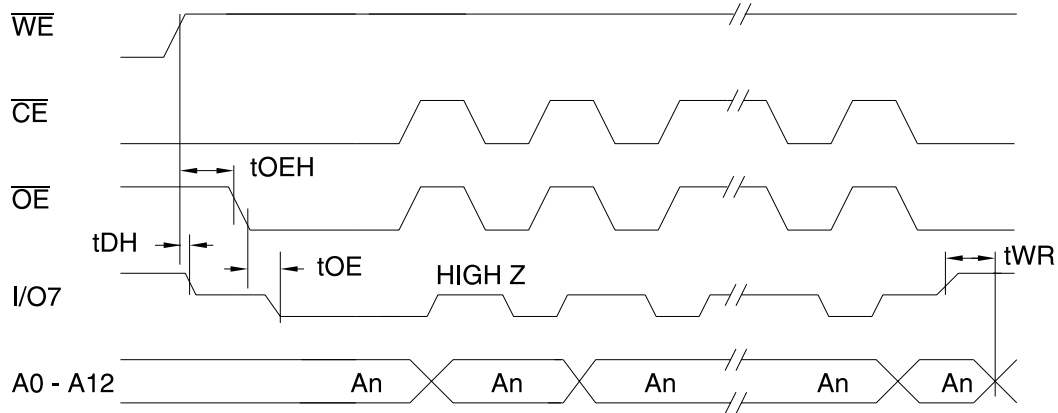 WE
CE
tOEH
OE
tDH
tOE
HIGH Z
tWR
I/O7
A0 - A12
An An An An An